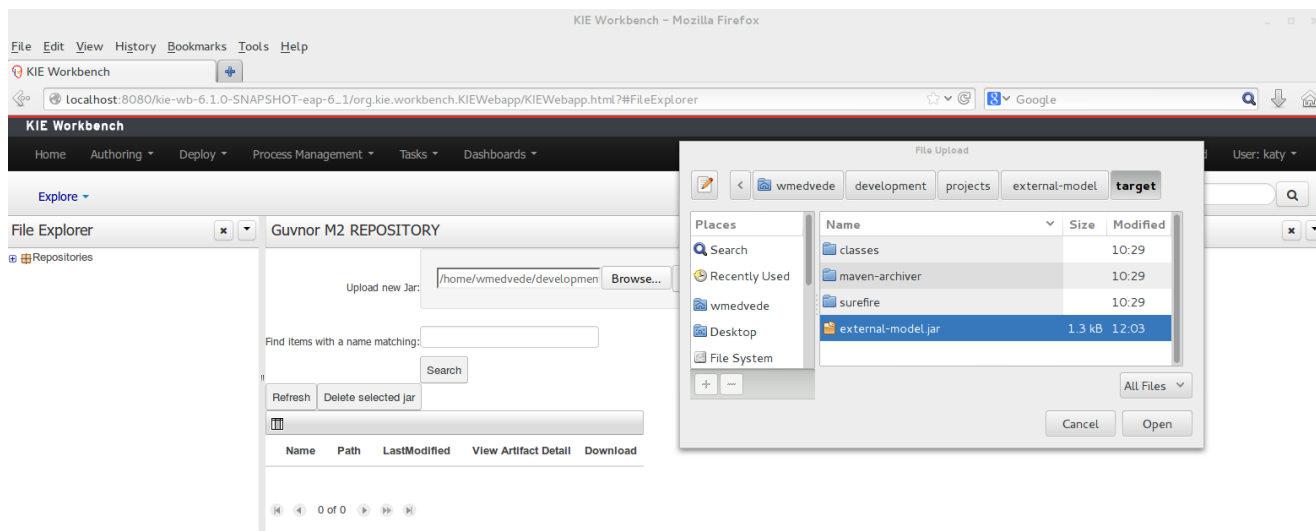 KIE Workbench - Mozilla Firefox
File Edit View History Bookmarks Tools Help
KIE Workbench
localhost:8080/kie-wb-6.1.0-SNAPSHOT-eap-6_1/org.kie.workbench.KIEWebapp/KIEWebapp.html?#FileExplorer
Google
KIE Workbench
Home Authoring Deploy Process Management Tasks Dashboards
User: katy
Explore
File Explorer
Repositories
Guvnor M2 REPOSITORY
Upload new Jar:
/home/wmedvede/developmen
Browse...
Find items with a name matching:
Search
Refresh Delete selected jar
Name Path LastModified View Artifact Detail Download
0 of 0
File Upload
wmedvede development projects external-model target
Places
Search
Recently Used
wmedvede
Desktop
File System
Name Size Modified
classes 10:29
maven-archiver 10:29
surefire 10:29
external-model.jar 1.3 kB 12:03
All Files
Cancel Open